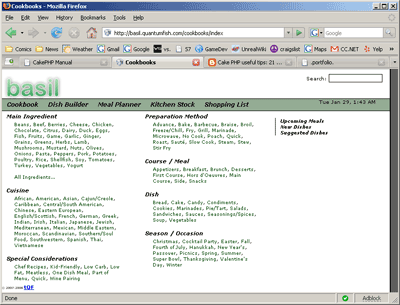 Cookbooks - Mozilla Firefox
File Edit View History Bookmarks Tools Help
http://basil.quantumfish.com/cookbooks/index
Comics News Weather Gmail Google
GameDev UnrealWiki craigslist Maps CC.NET Yelp
CakePHP Manual
Cookbooks
Cake PHP useful tips: 21 ...
.portfolio.
basil
Search:
Cookbook Dish Builder Meal Planner Kitchen Stock Shopping List
Tue Jan 29, 1:43 AM
Main Ingredient
Beans, Beef, Berries, Cheese, Chicken,
Chocolate, Citrus, Dairy, Duck, Eggs,
Fish, Fruits, Game, Garlic, Ginger,
Grains, Greens, Herbs, Lamb,
Mushrooms, Mustard, Nuts, Olives,
Onions, Pasta, Peppers, Pork, Potatoes,
Poultry, Rice, Shellfish, Soy, Tomatoes,
Turkey, Vegetables, Yogurt
All Ingredients...
Cuisine
African, American, Asian, Cajun/Creole,
Caribbean, Central/South American,
Chinese, Eastern European,
English/Scottish, French, German, Greek,
Indian, Irish, Italian, Japanese, Jewish,
Mediterranean, Mexican, Middle Eastern,
Moroccan, Scandinavian, Southern/Soul
Food, Southwestern, Spanish, Thai,
Vietnamese
Special Considerations
Chef Recipes, Kid-Friendly, Low Carb, Low
Fat, Meatless, One Dish Meal, Part of
Menu, Quick, Wine Pairing
Preparation Method
Advance, Bake, Barbecue, Braise, Broil,
Freeze/Chill, Fry, Grill, Marinade,
Microwave, No Cook, Poach, Quick,
Roast, Sauté, Slow Cook, Steam, Stew,
Stir Fry
Course / Meal
Appetizers, Breakfast, Brunch, Desserts,
First Course, Hors d'Oeuvres, Main
Course, Side, Snacks
Dish
Bread, Cake, Candy, Condiments,
Cookies, Marinades, Pie/Tart, Salads,
Sandwiches, Sauces, Seasonings/Spices,
Soup, Vegetables
Season / Occasion
Christmas, Cocktail Party, Easter, Fall,
Fourth of July, Hanukkah, New Year's,
Passover, Picnics, Spring, Summer,
Super Bowl, Thanksgiving, Valentine's
Day, Winter
Upcoming Meals
New Dishes
Suggested Dishes
Done
Adblock